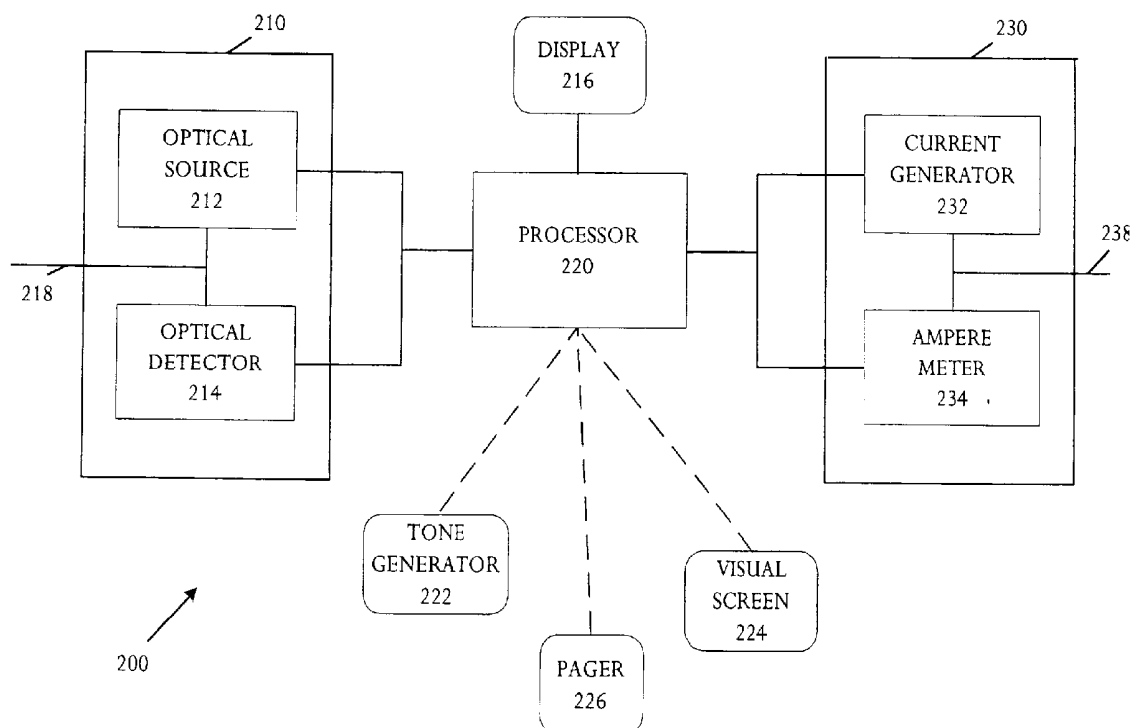 210
230
DISPLAY
216
OPTICAL
SOURCE
212
CURRENT
GENERATOR
232
PROCESSOR
220
218
238
OPTICAL
DETECTOR
214
AMPERE
METER
234
TONE
GENERATOR
222
VISUAL
SCREEN
224
200
PAGER
226